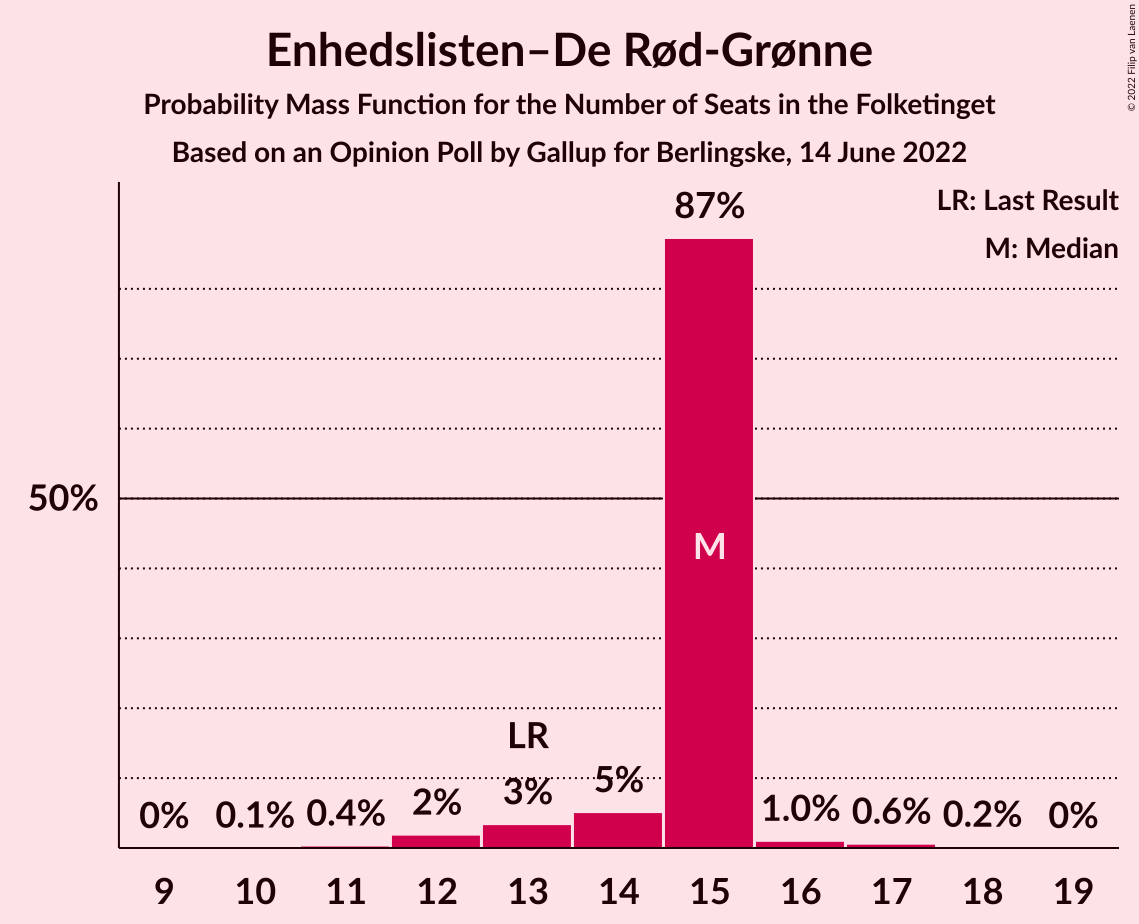 Enhedslisten–De Rød-Grønne
Probability Mass Function for the Number of Seats in the Folketinget
Based on an Opinion Poll by Gallup for Berlingske, 14 June 2022
© 2022 Filip van Laenen
LR: Last Result
M: Median
87%
50%
M
LR
0% 0.1% 0.4% 2% 3% 5% 1.0% 0.6% 0.2% 0%
9 10 11 12 13 14 15 16 17 18 19